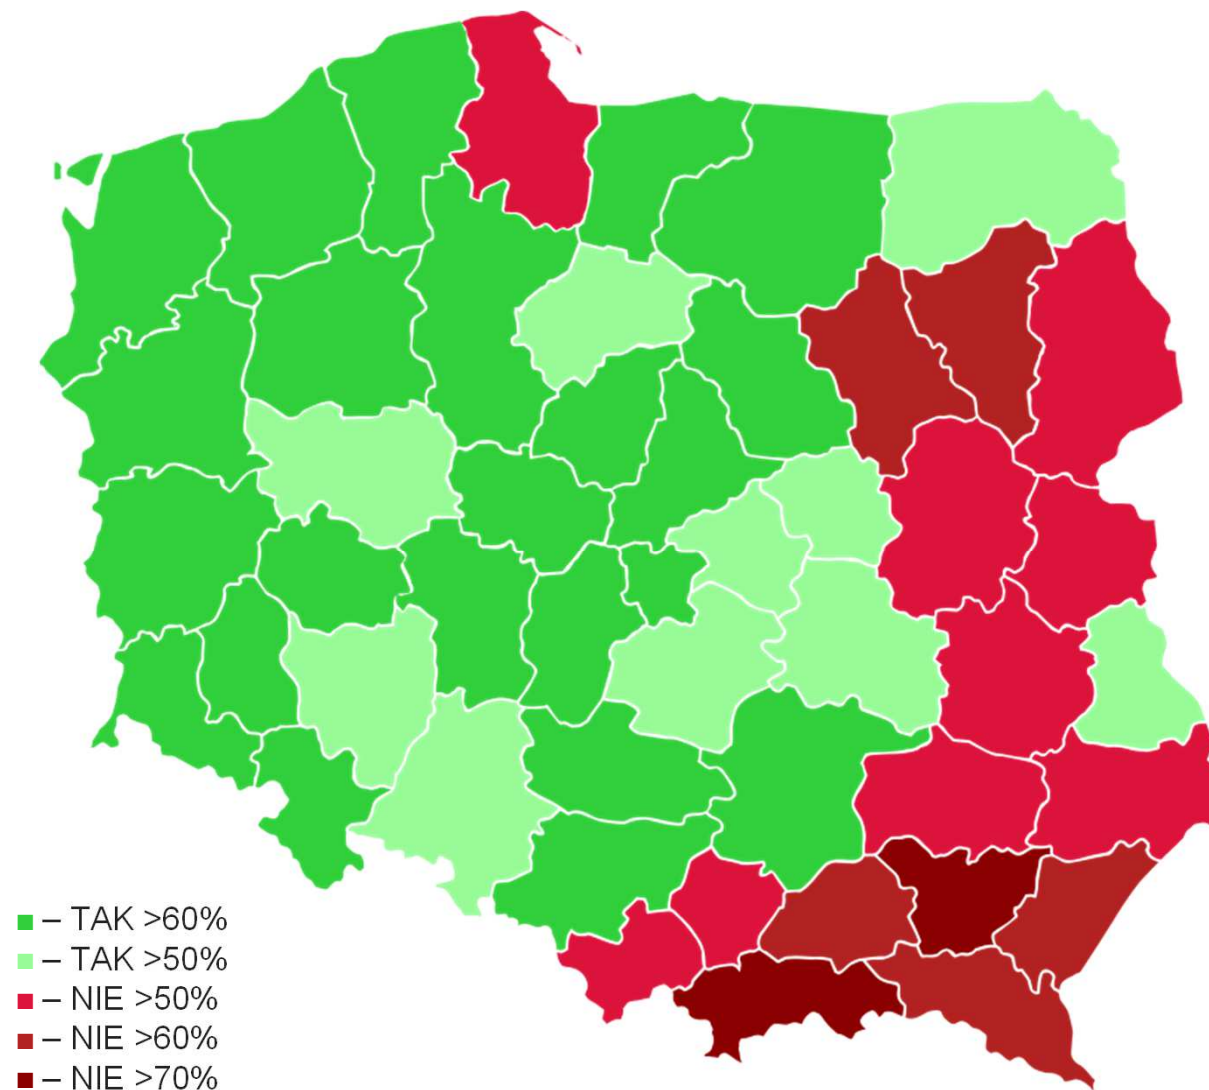 – TAK >60%
– TAK >50%
– NIE >50%
– NIE >60%
– NIE >70%